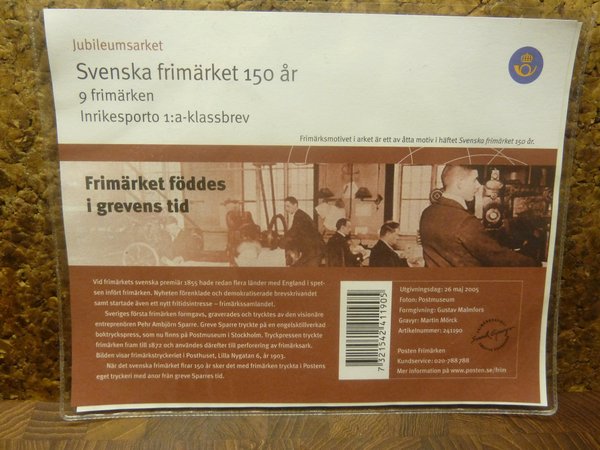 Jubileumsarket
Svenska frimärket 150 år
9 frimärken
Inrikesporto 1:a-klassbrev
Frimärksmotivet i arket är ett av åtta motiv i häftet Svenska frimärket 150 år.
Frimärket föddes
i grevens tid
Vid frimärkets svenska premiär 1855 hade redan flera länder med England i spet-
sen infört frimärken. Nyheten förenklade och demokratiserade brevskrivandet
samt startade även ett nytt fritidsintresse – frimärkssamlandet.
Sveriges första frimärken formgavs, graverades och trycktes av den visionäre
entreprenören Pehr Ambjörn Sparre. Greve Sparre tryckte på en engelsktillverkad
boktryckspress, som nu finns på Postmuseum i Stockholm. Tryckpressen tryckte
frimärken fram till 1872 och användes därefter till perforering av frimärksark.
Bilden visar frimärkstryckeriet i Posthuset, Lilla Nygatan 6, år 1903.
När det svenska frimärket firar 150 år sker det med frimärken tryckta i Postens
eget tryckeri med anor från greve Sparres tid.
7 321542 411905
Utgivningsdag: 26 maj 2005
Foton: Postmuseum
Formgivning: Gustav Malmfors
Gravyr: Martin Mörck
Artikelnummer: 241190
Posten Frimärken
Kundservice: 020-788 788
Mer information på www.posten.se/frim